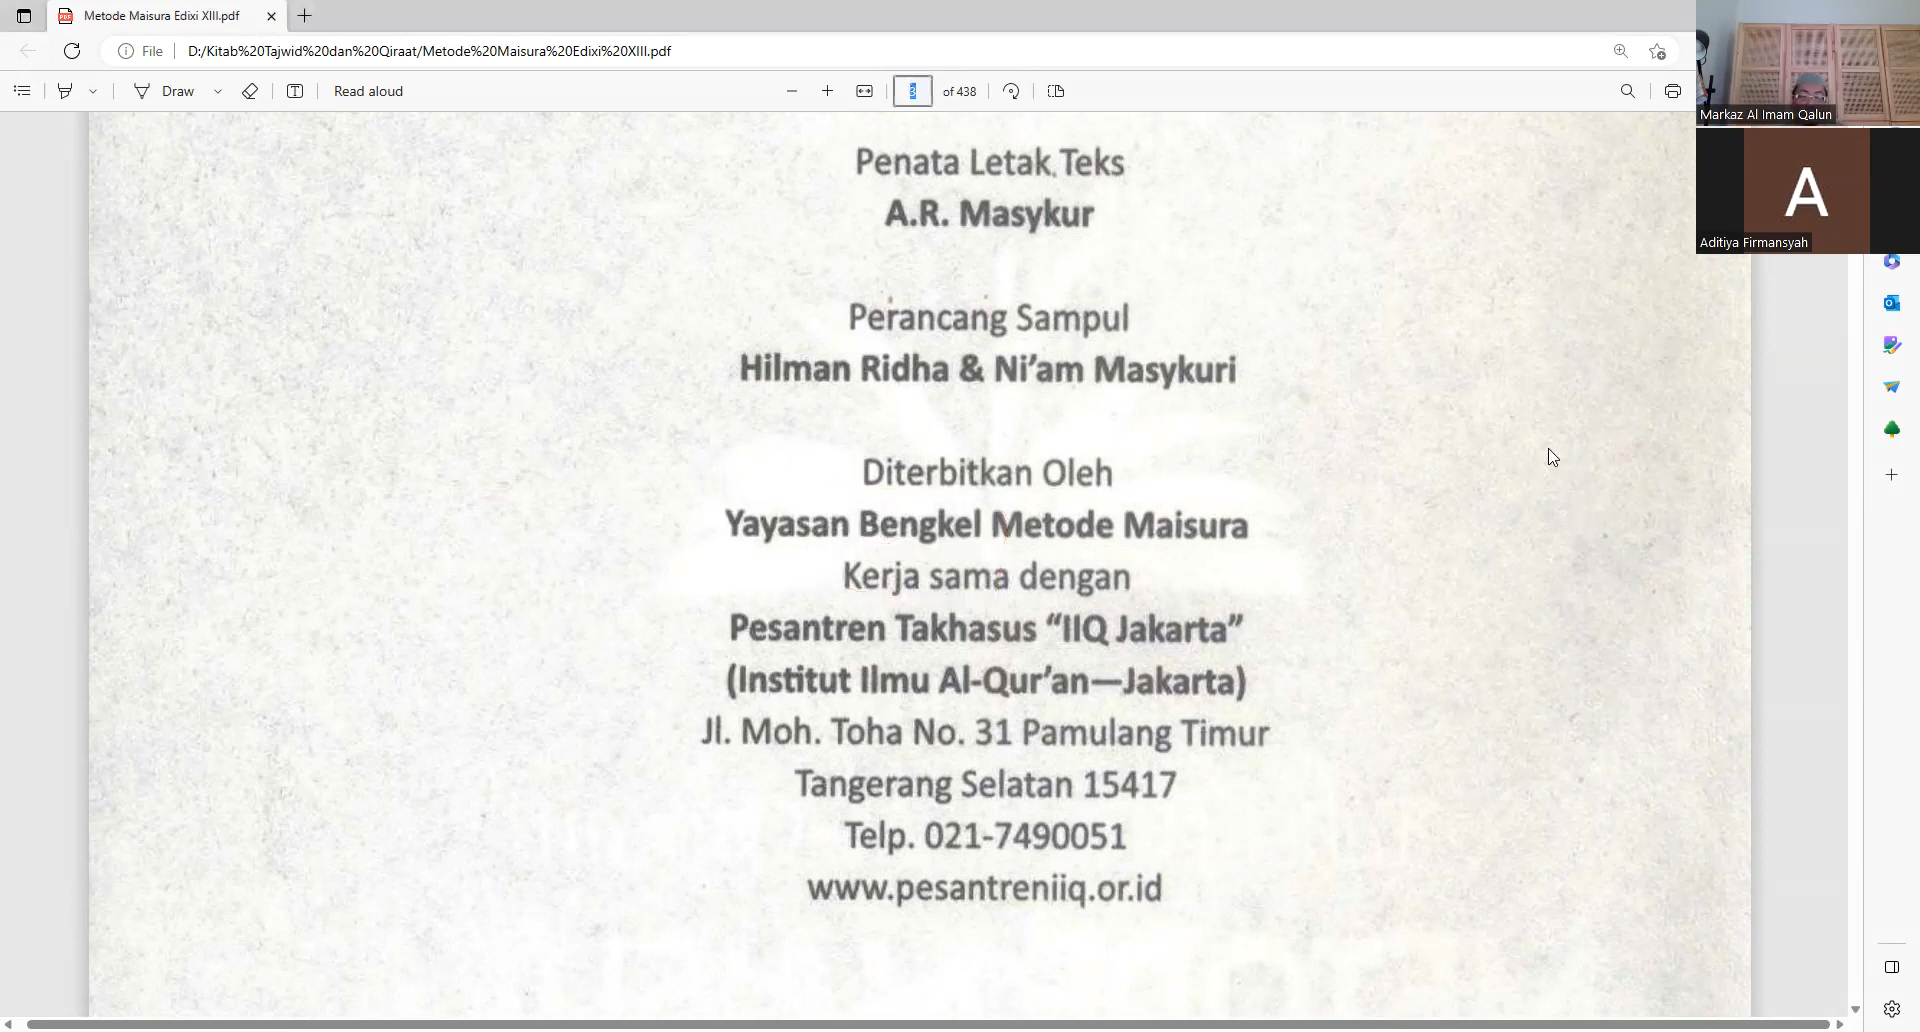 Metode Maisura Edixi XIII.pdf
File
D:/Kitab%20Tajwid%20dan%20Qiraat/Metode%20Maisura%20Edixi%20XIII.pdf
Draw
Read aloud
3
of 438
Markaz Al Imam Qalun
A
Aditiya Firmansyah
Penata Letak Teks
A.R. Masykur
Perancang Sampul
Hilman Ridha & Ni'am Masykuri
Diterbitkan Oleh
Yayasan Bengkel Metode Maisura
Kerja sama dengan
Pesantren Takhasus “IIQ Jakarta”
(Institut Ilmu Al-Qur'an—Jakarta)
Jl. Moh. Toha No. 31 Pamulang Timur
Tangerang Selatan 15417
Telp. 021-7490051
www.pesantreniiq.or.id